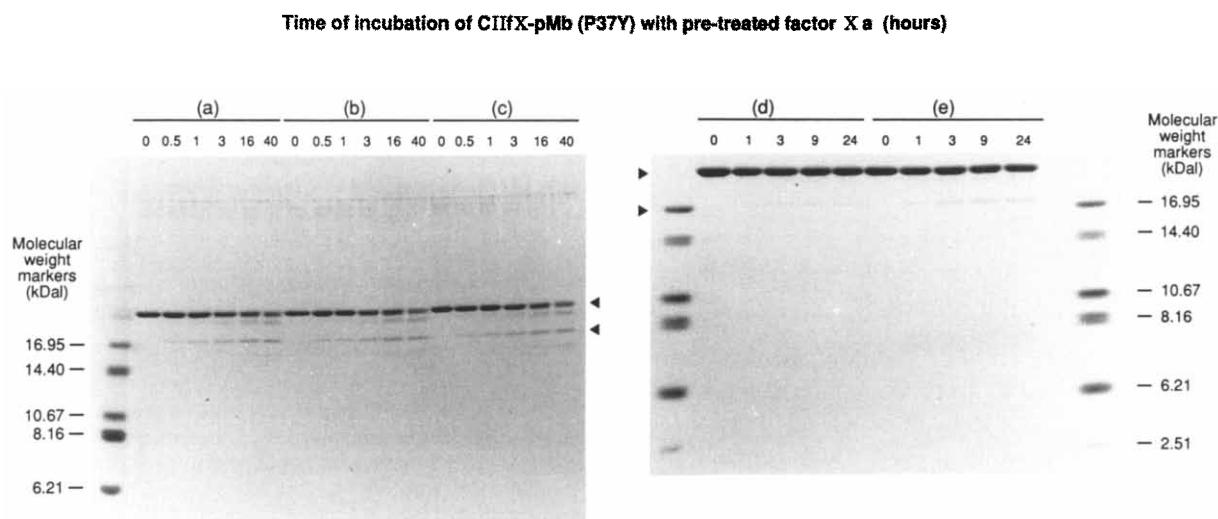 Time of incubation of CIIfX-pMb (P37Y) with pre-treated factor X a (hours)
(a) (b) (c)
0 0.5 1 3 16 40 0 0.5 1 3 16 40 0 0.5 1 3 16 40
Molecular
weight
markers
(kDal)
16.95
14.40
10.67
8.16
6.21
(d) (e)
0 1 3 9 24 0 1 3 9 24
Molecular
weight
markers
(kDal)
16.95
14.40
10.67
8.16
6.21
2.51